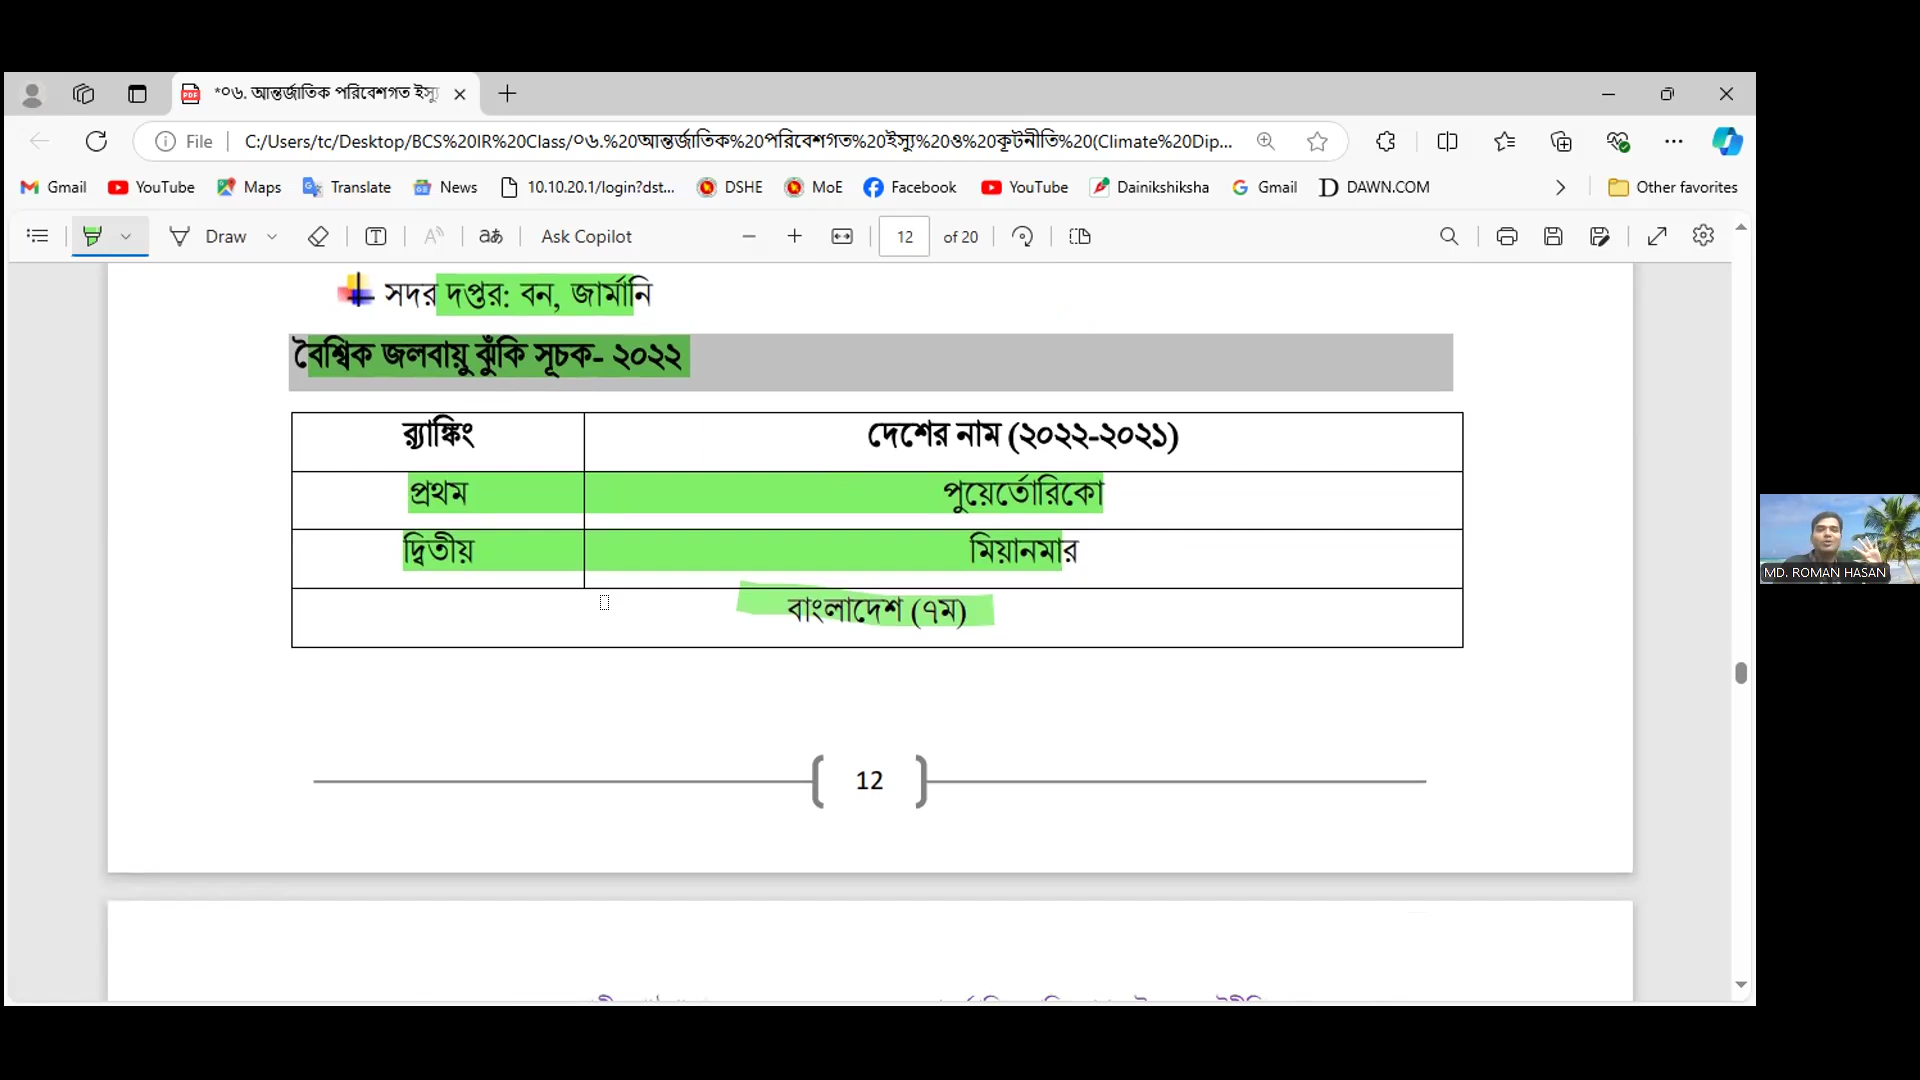 *০৬. আন্তর্জাতিক পরিবেশগত ইস্যু
File C:/Users/tc/Desktop/BCS%20IR%20Class/০৬.%20আন্তর্জাতিক%20পরিবেশগত%20ইস্যু%20ও%20কূটনীতি%20(Climate%20Dip...
Gmail YouTube Maps Translate News 10.10.20.1/login?dst... DSHE MoE Facebook YouTube Dainikshiksha Gmail DAWN.COM Other favorites
Draw Ask Copilot 12 of 20
সদর দপ্তর: বন, জার্মানি
বৈশ্বিক জলবায়ু ঝুঁকি সূচক- ২০২২
র‍্যাঙ্কিং দেশের নাম (২০২২-২০২১)
প্রথম পুয়ের্তোরিকো
দ্বিতীয় মিয়ানমার
বাংলাদেশ (৭ম)
MD. ROMAN HASAN
12